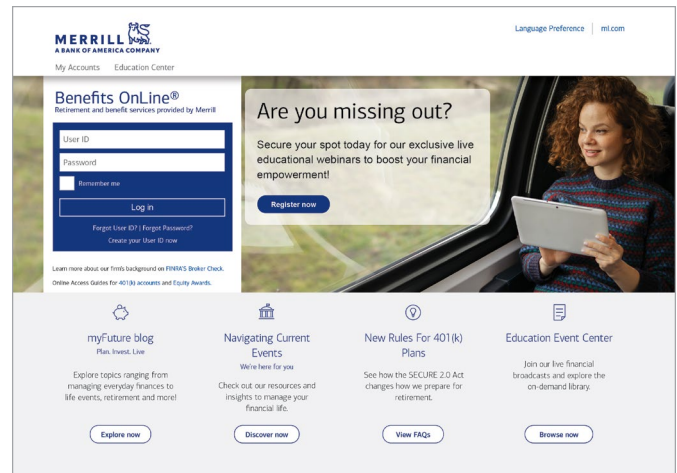 MERRILL
A BANK OF AMERICA COMPANY
Language Preference
ml.com
My Accounts Education Center
Benefits OnLine®
Retirement and benefit services provided by Merrill
User ID
Password
Remember me
Log in
Forgot User ID? | Forgot Password?
Create your User ID now
Learn more about our firm's background on FINRA'S Broker Check.
Online Access Guides for 401(k) accounts and Equity Awards.
Are you missing out?
Secure your spot today for our exclusive live
educational webinars to boost your financial
empowerment!
Register now
myFuture blog
Plan. Invest. Live
Explore topics ranging from
managing everyday finances to
life events, retirement and more!
Explore now
Navigating Current
Events
We're here for you
Check out our resources and
insights to manage your
financial life.
Discover now
New Rules For 401(k)
Plans
See how the SECURE 2.0 Act
changes how we prepare for
retirement.
View FAQs
Education Event Center
Join our live financial
broadcasts and explore the
on-demand library.
Browse now